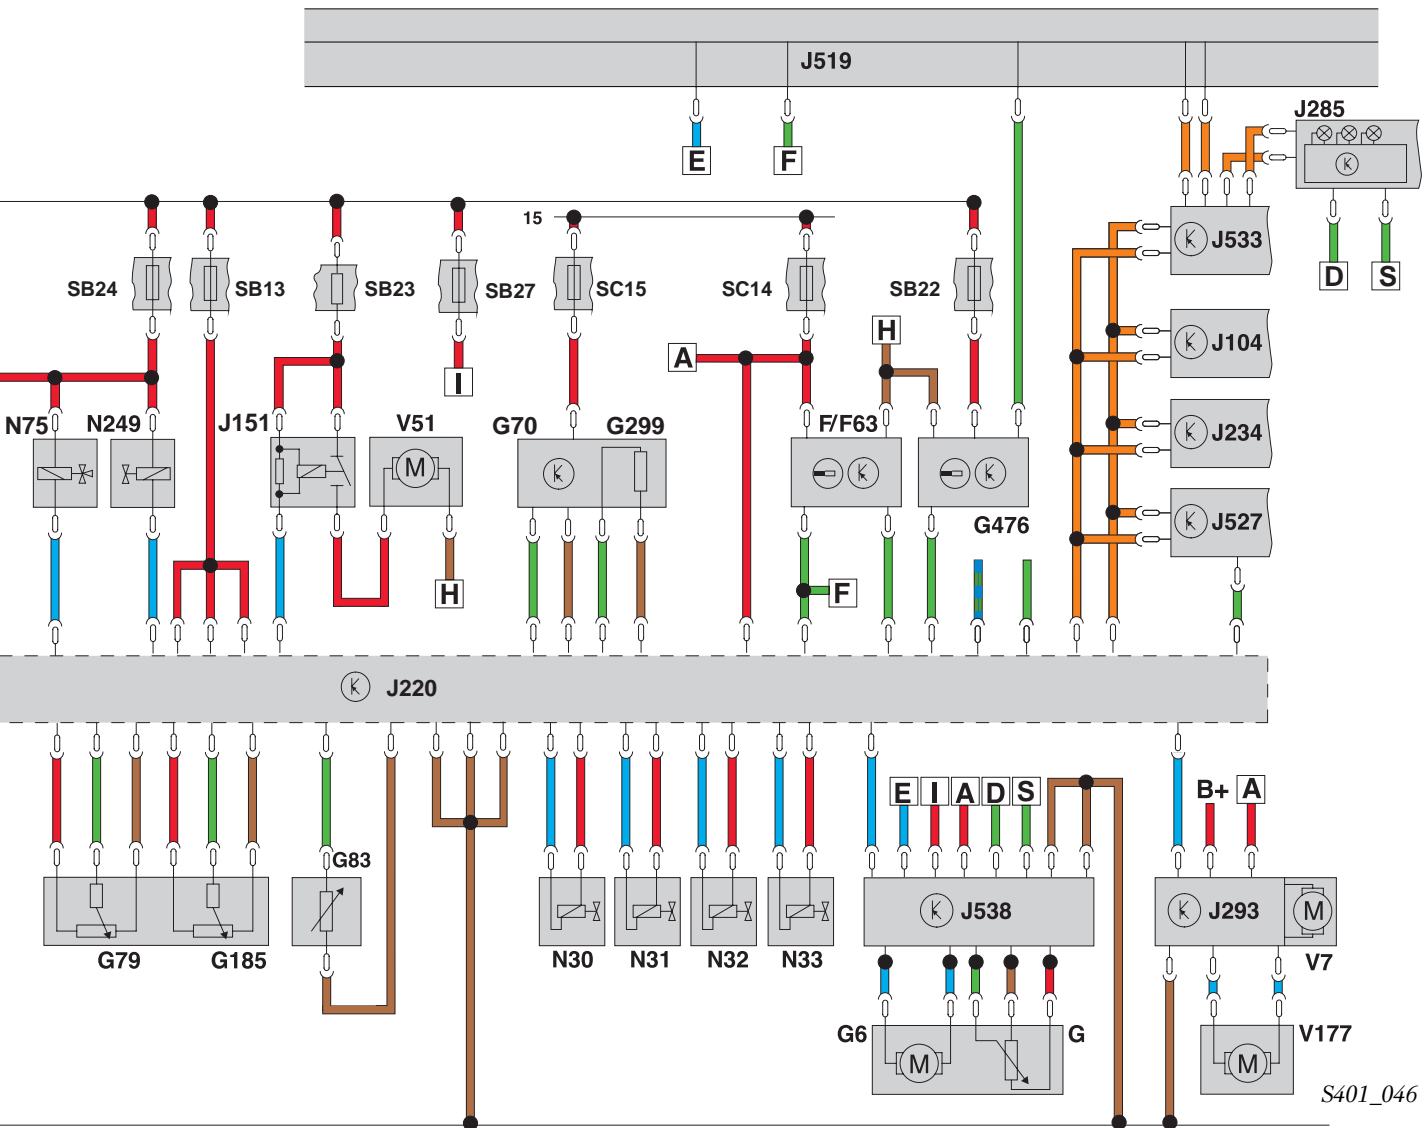 J519
J285
E
F
15
J533
D
S
SB24
SB13
SB23
SB27
SC15
SC14
SB22
H
J104
A
I
N75
N249
J151
V51
G70
G299
F/F63
J234
M
G476
J527
H
F
J220
E
I
A
D
S
B+
A
G83
J538
J293
M
G79
G185
N30
N31
N32
N33
V7
G6
M
G
M
V177
S401_046